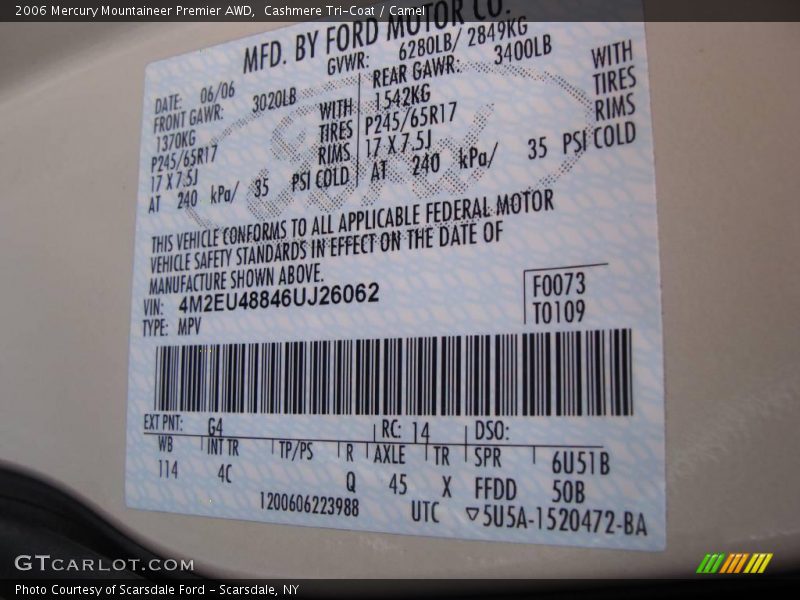 2006 Mercury Mountaineer Premier AWD,  Cashmere Tri-Coat / Camel
MFD. BY FORD MOTOR CO.
DATE: 06/06
GVWR: 6280LB/ 2849KG
FRONT GAWR: 3020LB
REAR GAWR: 3400LB
1370KG WITH
1542KG WITH
P245/65R17 TIRES
P245/65R17 TIRES
17 X 7.5J RIMS
17 X 7.5J RIMS
AT 240 kPa/ 35 PSI COLD
AT 240 kPa/ 35 PSI COLD
Ford
THIS VEHICLE CONFORMS TO ALL APPLICABLE FEDERAL MOTOR
VEHICLE SAFETY STANDARDS IN EFFECT ON THE DATE OF
MANUFACTURE SHOWN ABOVE.
VIN: 4M2EU48846UJ26062
TYPE: MPV
F0073
T0109
EXT PNT: G4 RC: 14 DSO:
WB INT TR TP/PS R AXLE TR SPR 6U51B
114 4C Q 45 X FFDD 50B
1200606223988 UTC ▽5U5A-1520472-BA
GTCARLOT.COM
Photo Courtesy of Scarsdale Ford - Scarsdale, NY